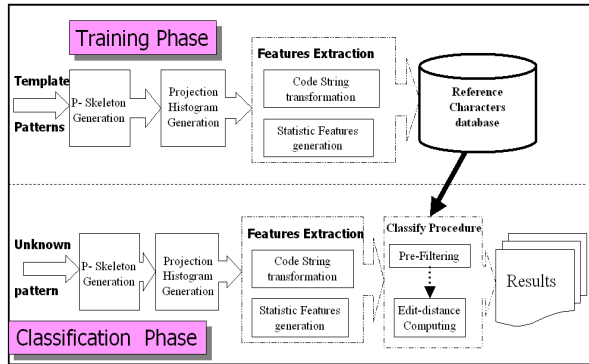 Training Phase
Template
Patterns
P- Skeleton
Generation
Projection
Histogram
Generation
Features Extraction
Code String
transformation
Statistic Features
generation
Reference
Characters
database
Unknown
pattern
P- Skeleton
Generation
Projection
Histogram
Generation
Features Extraction
Code String
transformation
Statistic Features
generation
Classify Procedure
Pre-Filtering
Edit-distance
Computing
Results
Classification Phase